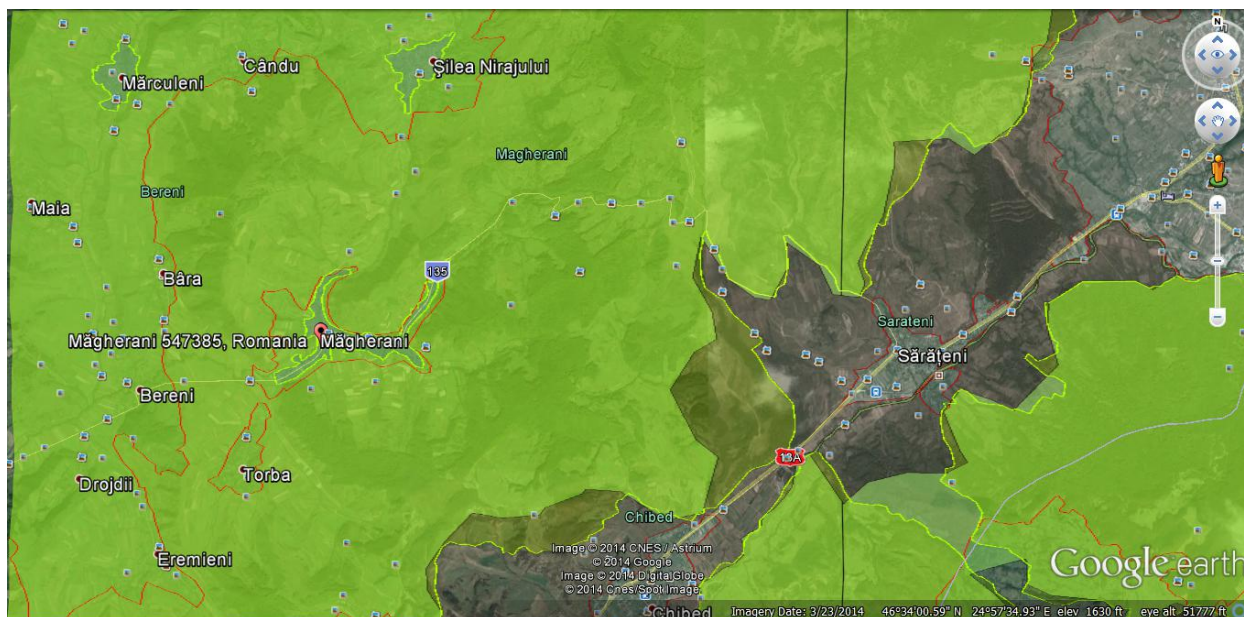 N
Cându
Şilea Nirajului
Mărculeni
Magherani
Bereni
Maia
Bâra
135
Sarateni
Măgherani 547385, Romania
Măgherani
Sărățeni
Bereni
13A
Torba
Drojdii
Chibed
Eremieni
Image © 2014 CNES / Astrium
© 2014 Google
Image © 2014 DigitalGlobe
© 2014 Cnes/Spot Image
Google earth
Chibed
Imagery Date: 3/23/2014 46°34'00.59" N 24°57'34.93" E elev 1630 ft eye alt 51777 ft